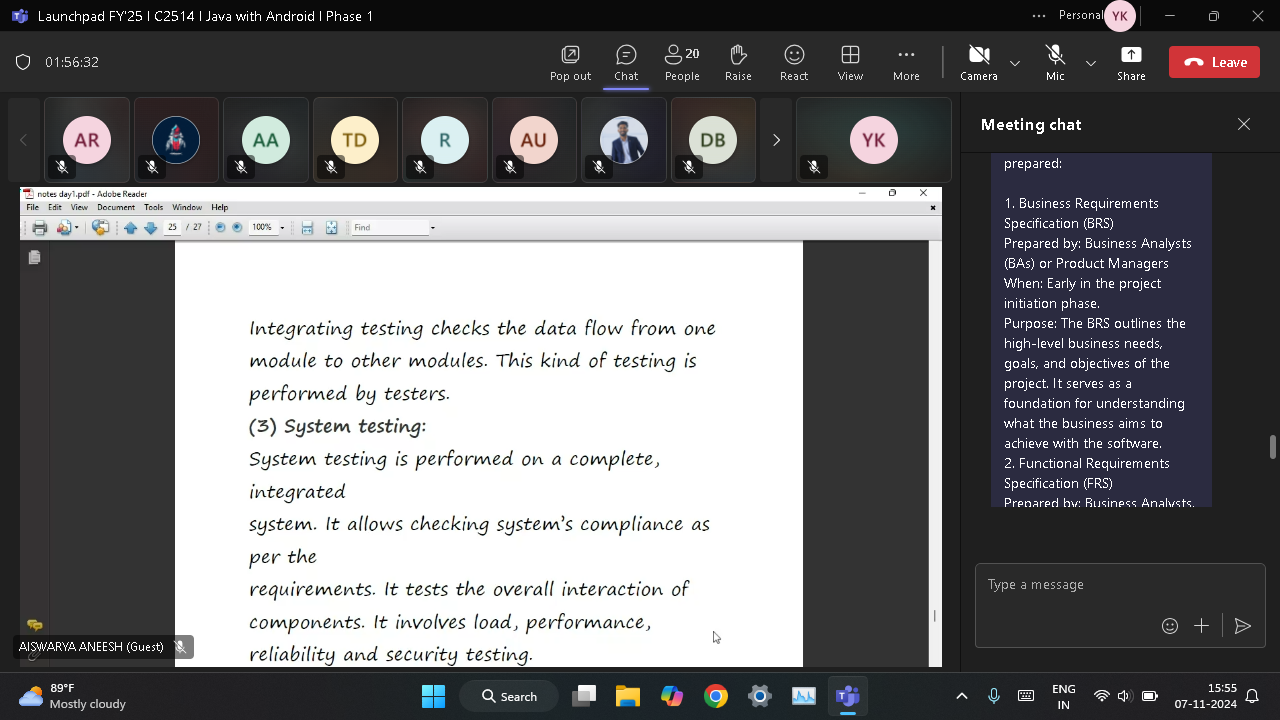 Launchpad FY'25 | C2514 | Java with Android | Phase 1
Personal
YK
01:56:32
Pop out
Chat
20
People
Raise
React
View
More
Camera
Mic
Share
Leave
AR
AA
TD
R
AU
DB
YK
notes day1.pdf - Adobe Reader
File Edit View Document Tools Window Help
25 / 27
100%
Find
Integrating testing checks the data flow from one
module to other modules. This kind of testing is
performed by testers.
(3) System testing:
System testing is performed on a complete,
integrated
system. It allows checking system's compliance as
per the
requirements. It tests the overall interaction of
components. It involves load, performance,
reliability and security testing.
AISWARYA ANEESH (Guest)
Meeting chat
prepared:
1. Business Requirements
Specification (BRS)
Prepared by: Business Analysts
(BAs) or Product Managers
When: Early in the project
initiation phase.
Purpose: The BRS outlines the
high-level business needs,
goals, and objectives of the
project. It serves as a
foundation for understanding
what the business aims to
achieve with the software.
2. Functional Requirements
Specification (FRS)
Prepared by: Business Analysts,
Type a message
89°F
Mostly cloudy
Search
ENG
IN
15:55
07-11-2024